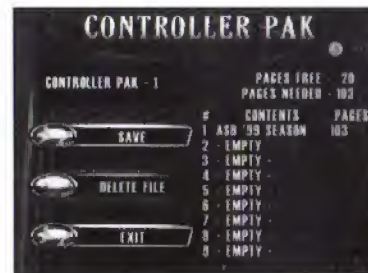 CONTROLLER PAK
CONTROLLER PAK - 1
PAGES FREE - 20
PAGES NEEDED - 103
# CONTENTS PAGES
1 ASB '99 SEASON 103
2 - EMPTY -
3 - EMPTY -
4 - EMPTY -
5 - EMPTY -
6 - EMPTY -
7 - EMPTY -
8 - EMPTY -
9 - EMPTY -
SAVE
DELETE FILE
EXIT